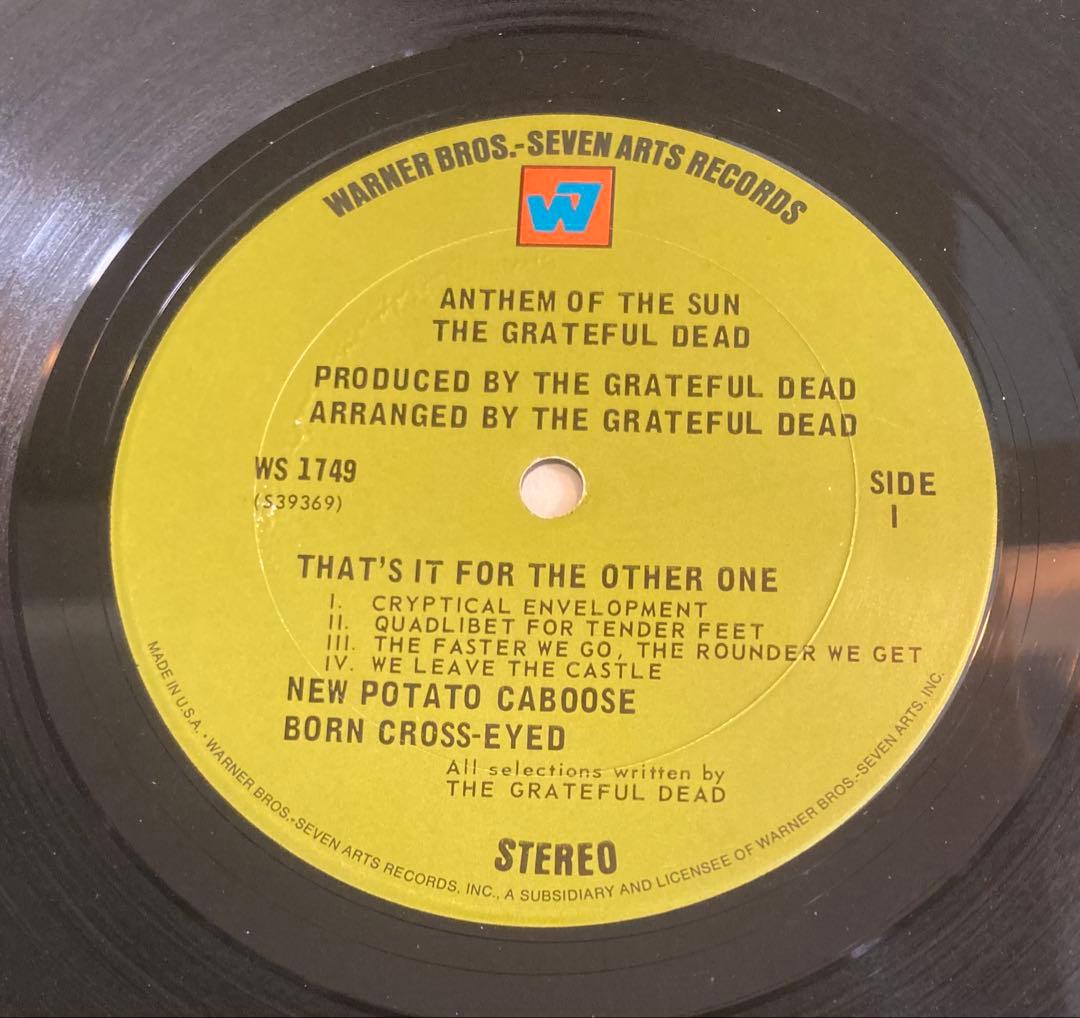 WARNER BROS.-SEVEN ARTS RECORDS
W7
ANTHEM OF THE SUN
THE GRATEFUL DEAD
PRODUCED BY THE GRATEFUL DEAD
ARRANGED BY THE GRATEFUL DEAD
WS 1749
(S39369)
SIDE
1
THAT'S IT FOR THE OTHER ONE
I. CRYPTICAL ENVELOPMENT
II. QUADLIBET FOR TENDER FEET
III. THE FASTER WE GO, THE ROUNDER WE GET
IV. WE LEAVE THE CASTLE
NEW POTATO CABOOSE
BORN CROSS-EYED
All selections written by
THE GRATEFUL DEAD
STEREO
MADE IN U.S.A. • WARNER BROS.-SEVEN ARTS RECORDS, INC., A SUBSIDIARY AND LICENSEE OF WARNER BROS.-SEVEN ARTS, INC.